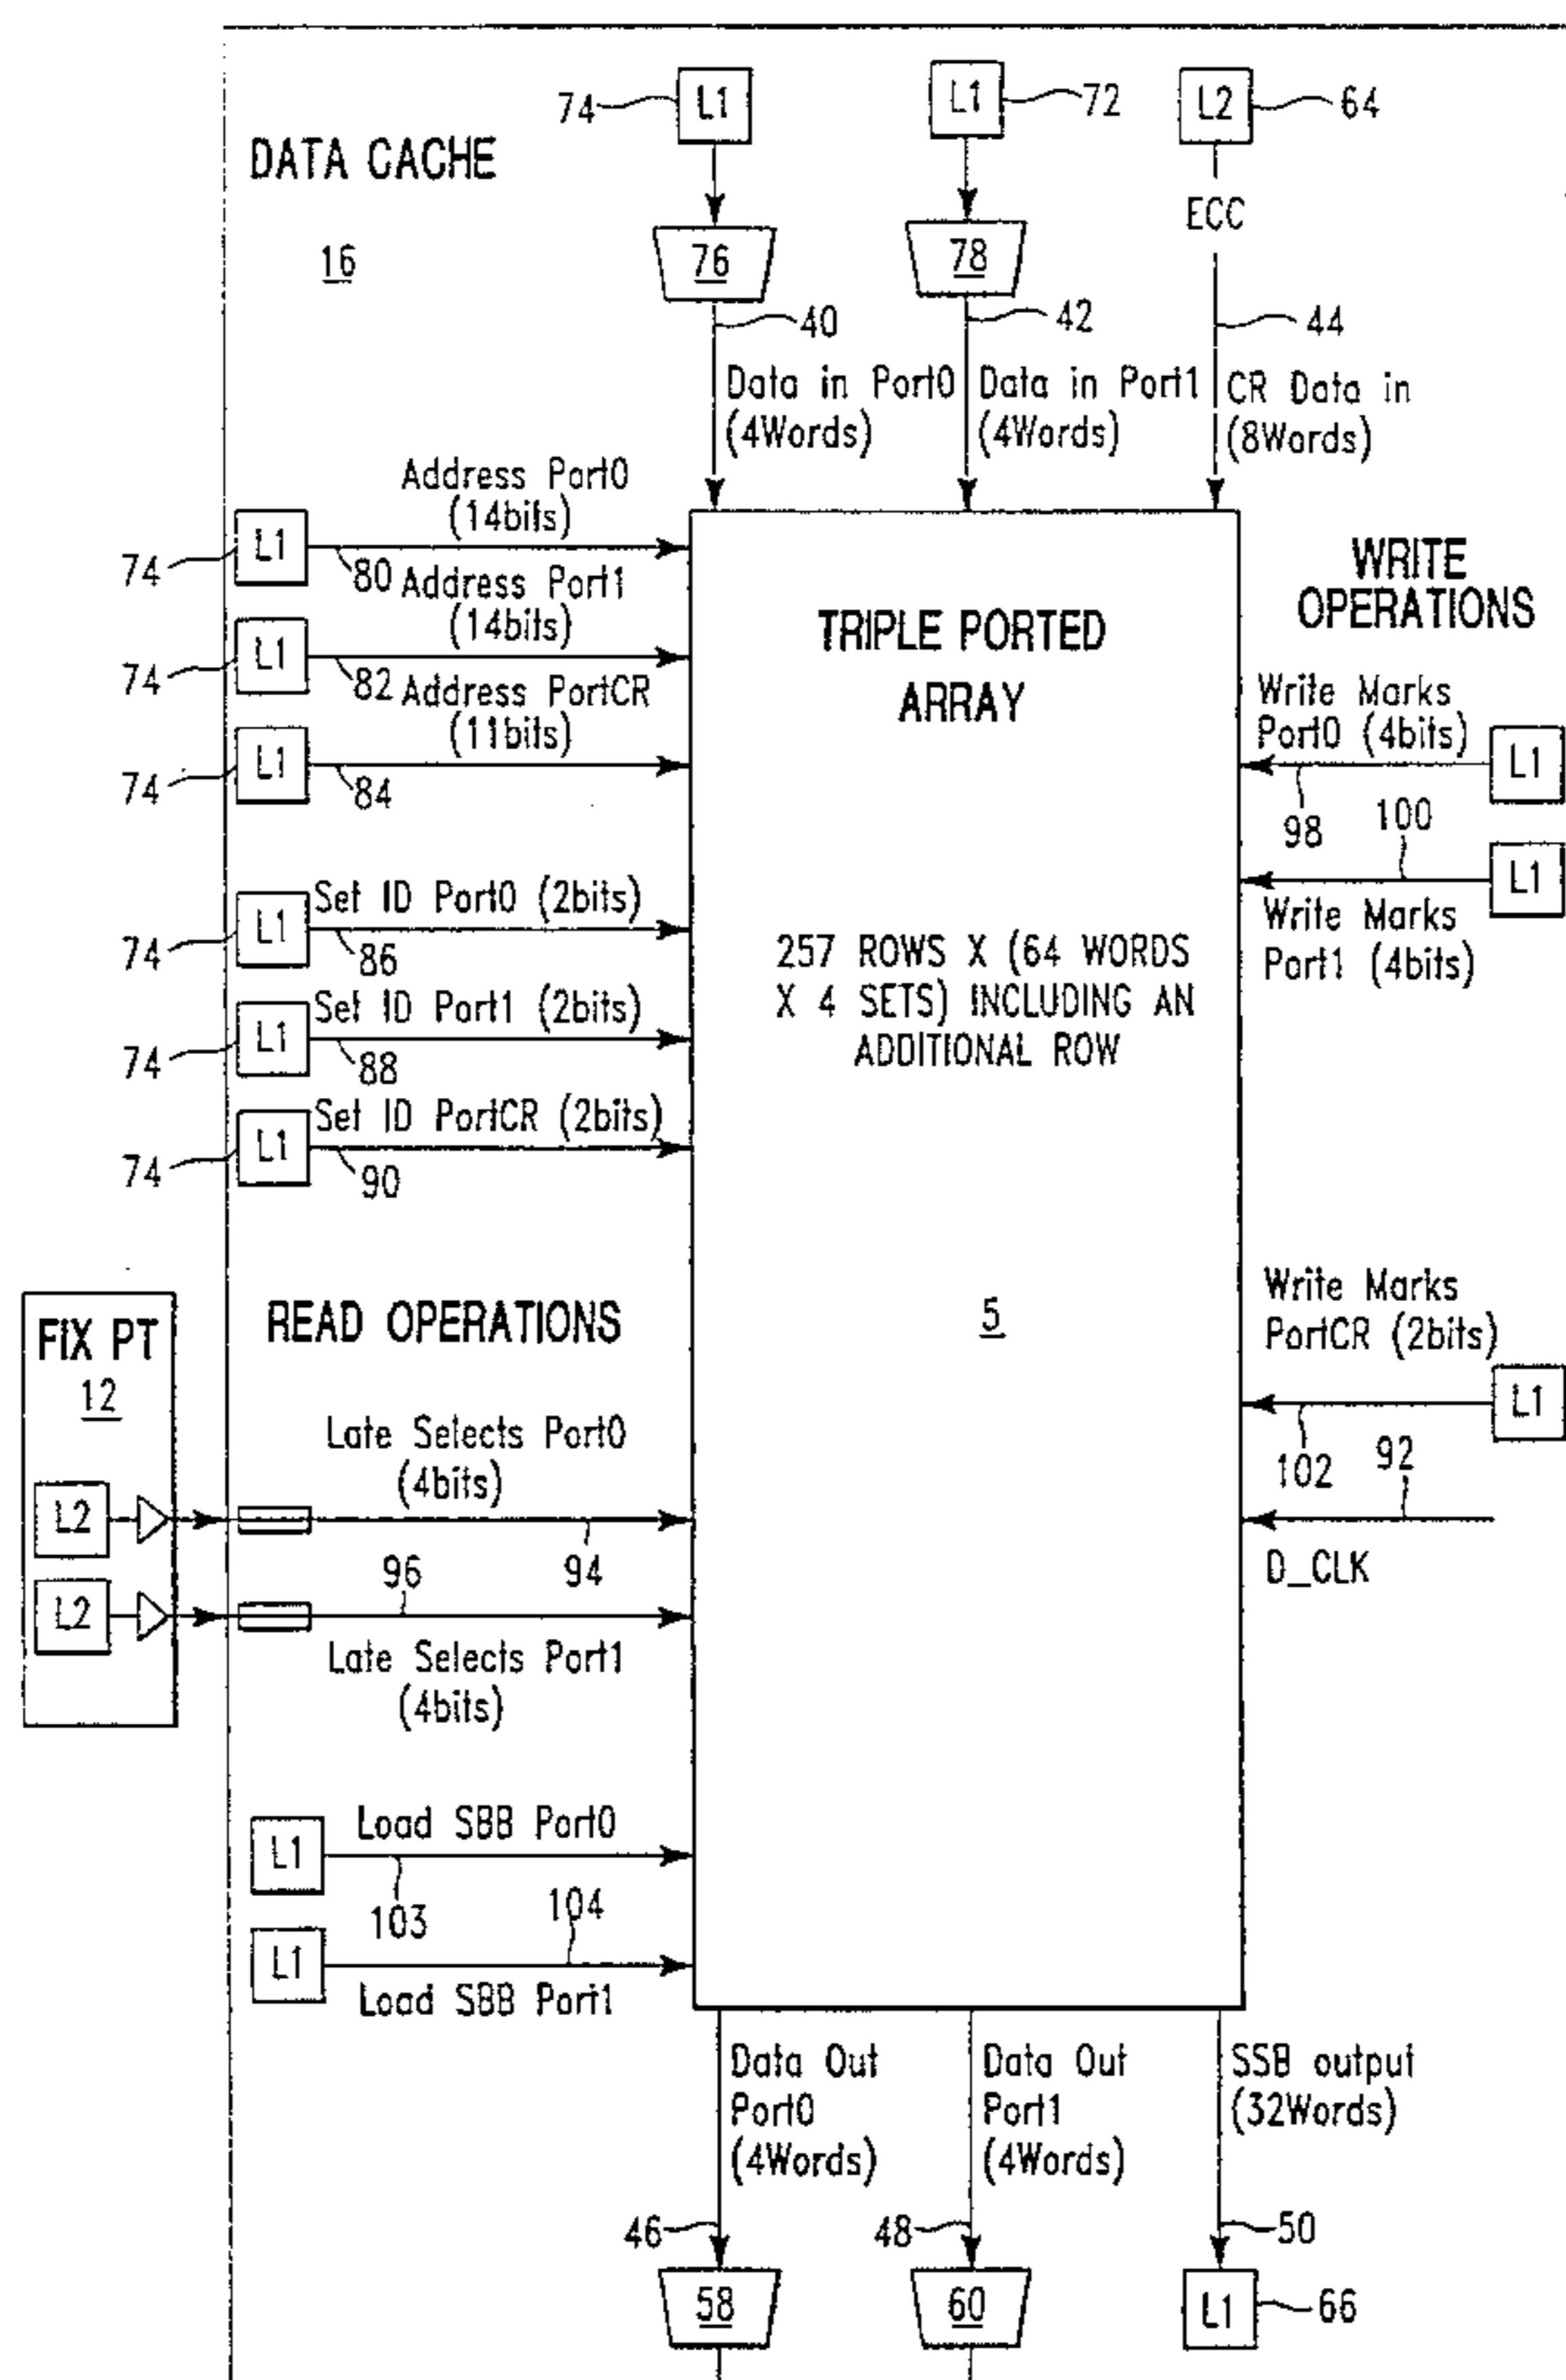 74 L1 L1 72 L2 64
DATA CACHE
ECC
16
76 78
40 42 44
Data in Port0 Data in Port1 CR Data in
(4Words) (4Words) (8Words)
Address Port0
(14bits)
74 L1
80 Address Port1
(14bits)
74 L1
82 Address PortCR
(11bits)
74 L1
84
TRIPLE PORTED
ARRAY
WRITE
OPERATIONS
Write Marks
Port0 (4bits)
L1
98 100
L1
Write Marks
Port1 (4bits)
Set ID Port0 (2bits)
74 L1
86
Set ID Port1 (2bits)
74 L1
88
Set ID PortCR (2bits)
74 L1
90
257 ROWS X (64 WORDS
X 4 SETS) INCLUDING AN
ADDITIONAL ROW
5
Write Marks
PortCR (2bits)
L1
102 92
D_CLK
FIX PT
12
READ OPERATIONS
Late Selects Port0
(4bits)
L2
96 94
L2
Late Selects Port1
(4bits)
Load SBB Port0
L1
103 104
L1
Load SBB Port1
Data Out Data Out SSB output
Port0 Port1 (32Words)
(4Words) (4Words)
46 48 50
58 60 L1 66